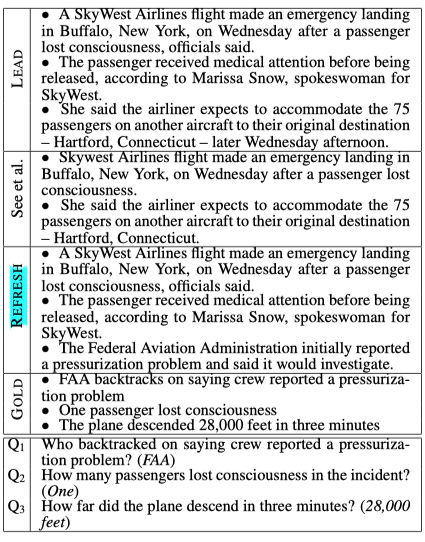 LEAD
• A SkyWest Airlines flight made an emergency landing
in Buffalo, New York, on Wednesday after a passenger
lost consciousness, officials said.
• The passenger received medical attention before being
released, according to Marissa Snow, spokeswoman for
SkyWest.
• She said the airliner expects to accommodate the 75
passengers on another aircraft to their original destination
– Hartford, Connecticut – later Wednesday afternoon.
See et al.
• Skywest Airlines flight made an emergency landing in
Buffalo, New York, on Wednesday after a passenger lost
consciousness.
• She said the airliner expects to accommodate the 75
passengers on another aircraft to their original destination
– Hartford, Connecticut.
REFRESH
• A SkyWest Airlines flight made an emergency landing
in Buffalo, New York, on Wednesday after a passenger
lost consciousness, officials said.
• The passenger received medical attention before being
released, according to Marissa Snow, spokeswoman for
SkyWest.
• The Federal Aviation Administration initially reported
a pressurization problem and said it would investigate.
GOLD
• FAA backtracks on saying crew reported a pressuriza-
tion problem
• One passenger lost consciousness
• The plane descended 28,000 feet in three minutes
Q1 Who backtracked on saying crew reported a pressuriza-
tion problem? (FAA)
Q2 How many passengers lost consciousness in the incident?
(One)
Q3 How far did the plane descend in three minutes? (28,000
feet)